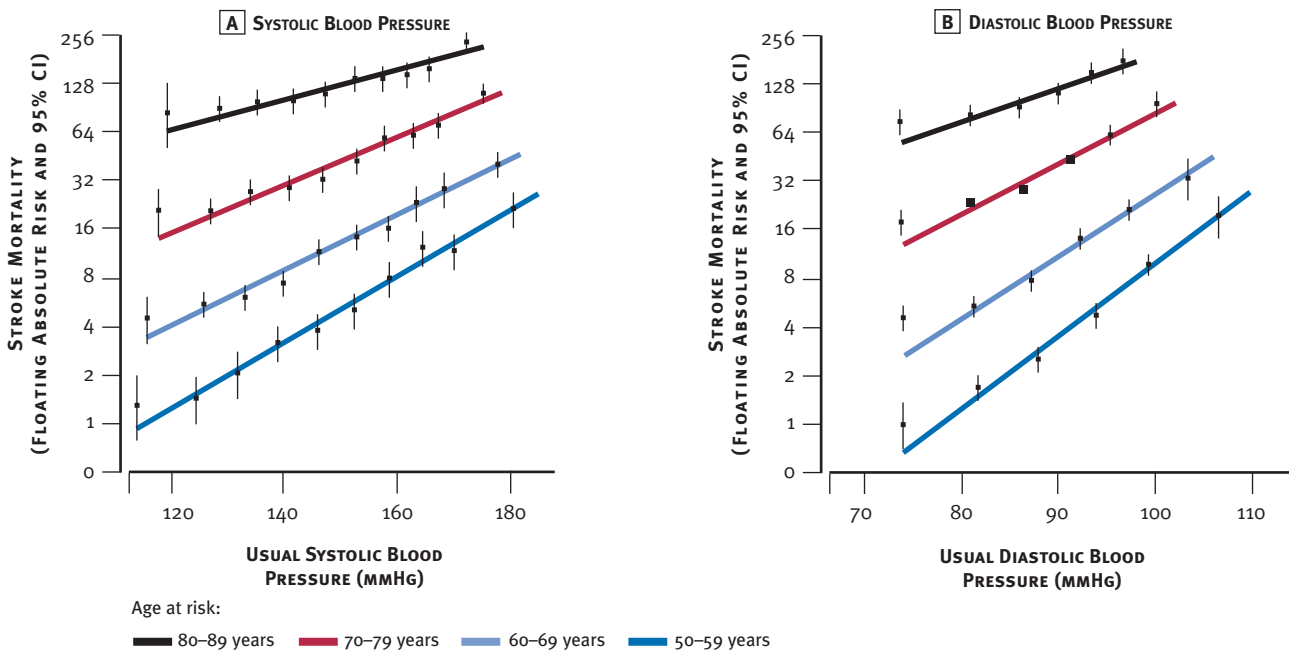 A Systolic Blood Pressure
Stroke Mortality
(Floating Absolute Risk and 95% CI)
256
128
64
32
16
8
4
2
1
0
120 140 160 180
Usual Systolic Blood
Pressure (mmHg)
B Diastolic Blood Pressure
Stroke Mortality
(Floating Absolute Risk and 95% CI)
256
128
64
32
16
8
4
2
1
0
70 80 90 100 110
Usual Diastolic Blood
Pressure (mmHg)
Age at risk:
80–89 years 70–79 years 60–69 years 50–59 years